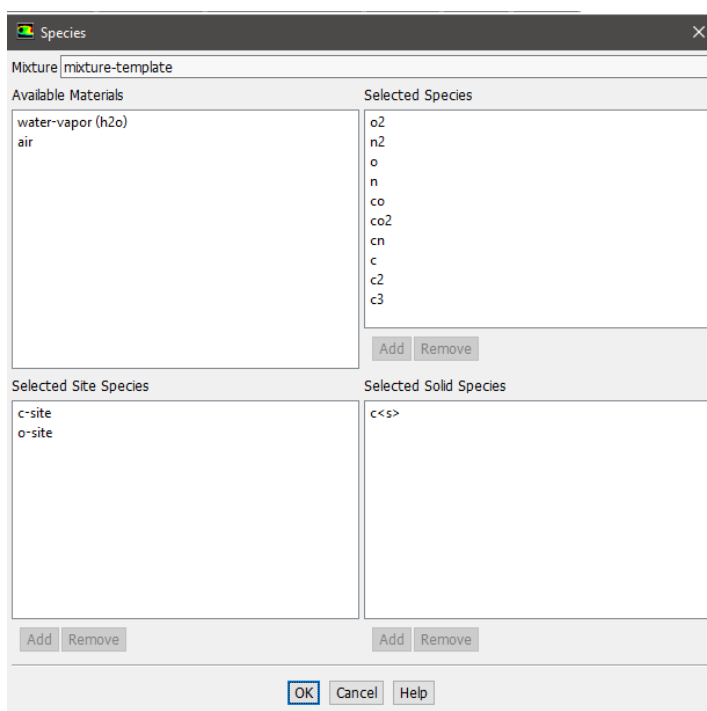 Species
Mixture mixture-template
Available Materials
water-vapor (h2o)
air
Selected Species
o2
n2
o
n
co
co2
cn
c
c2
c3
Add Remove
Selected Site Species
c-site
o-site
Add Remove
Selected Solid Species
c<s>
Add Remove
OK Cancel Help